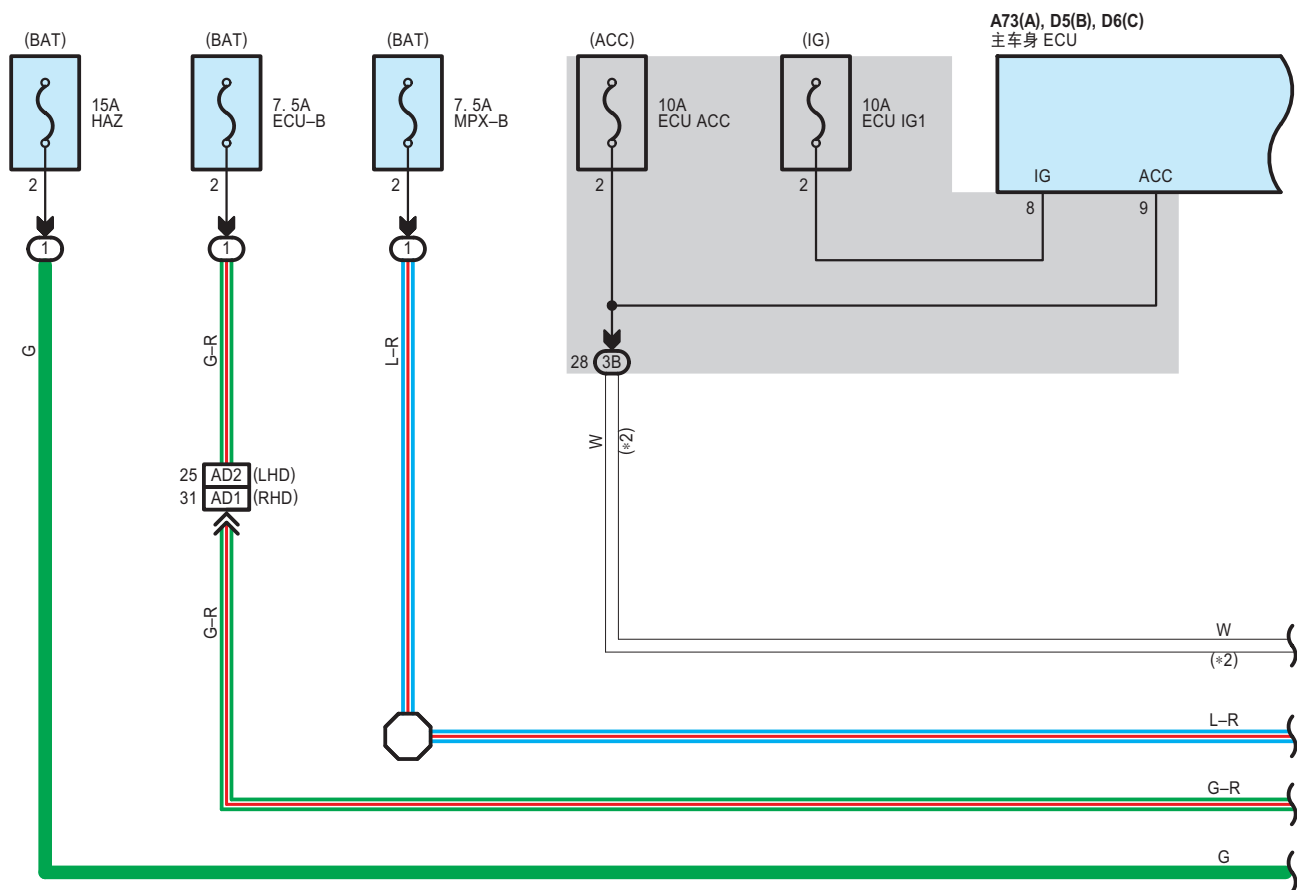 A73(A), D5(B), D6(C)
主车身 ECU
(BAT)
(BAT)
(BAT)
(ACC)
(IG)
15A
HAZ
7. 5A
ECU–B
7. 5A
MPX–B
10A
ECU ACC
10A
ECU IG1
IG
ACC
2
2
2
2
2
8
9
1
1
1
G
G–R
L–R
28
3B
W
(*2)
25
AD2
(LHD)
31
AD1
(RHD)
G–R
W
(*2)
L–R
G–R
G